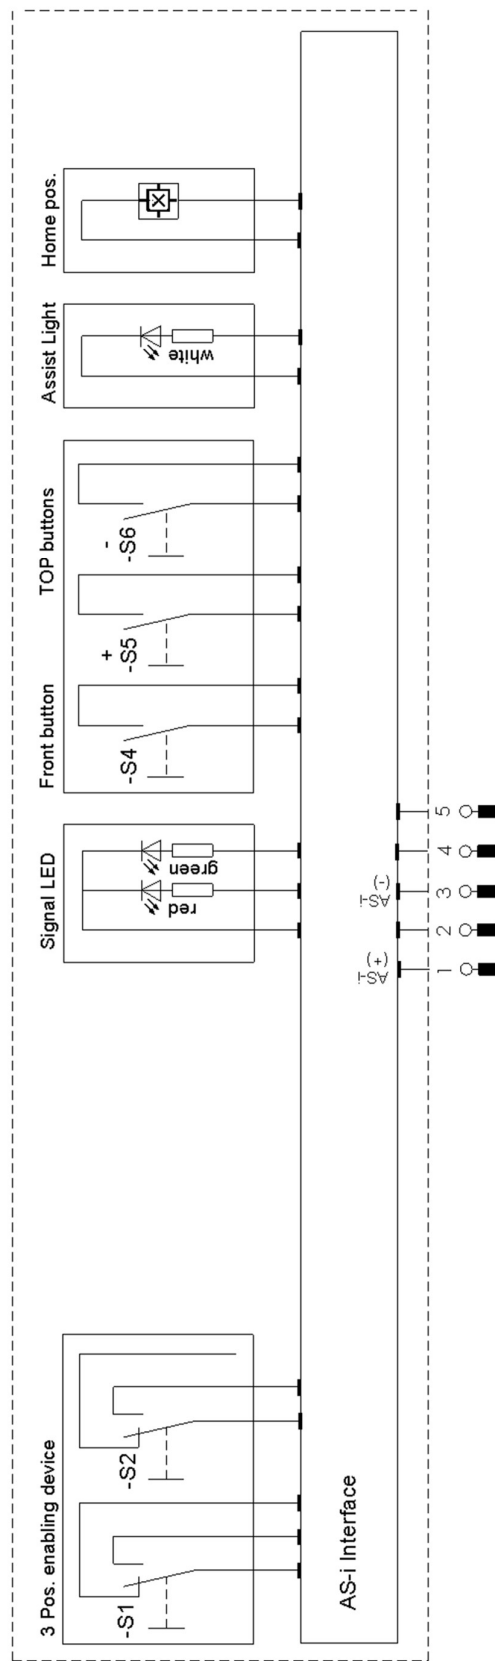 3 Pos. enabling device
-S1
-S2
Signal LED
red
green
Front button
-S4
TOP buttons
+
-S5
-
-S6
Assist Light
white
Home pos.
AS-i Interface
AS-i
(+)
AS-i
(-)
1
2
3
4
5